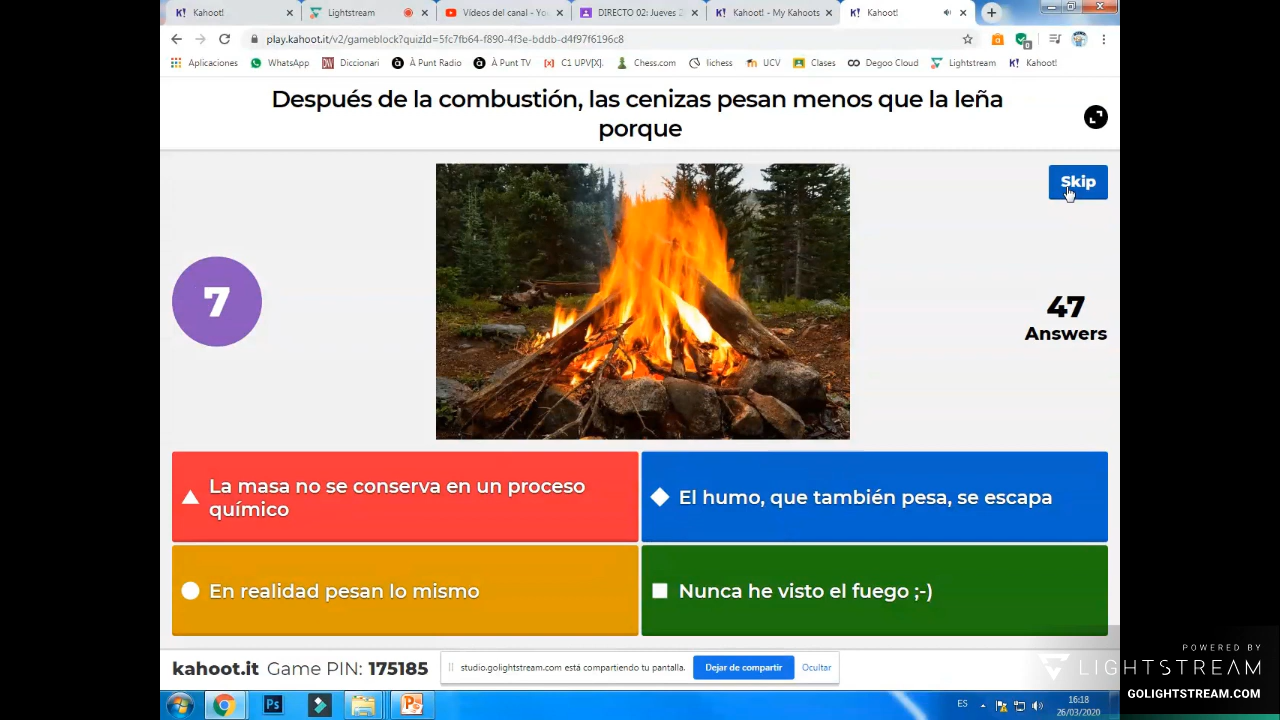 Kahoot!
Lightstream
Vídeos del canal - Yo
DIRECTO 02: Jueves 2
Kahoot! - My Kahoots
Kahoot!
play.kahoot.it/v2/gameblock?quizId=5fc7fb64-f890-4f3e-bddb-d4f97f6196c8
Aplicaciones WhatsApp Diccionari À Punt Radio À Punt TV C1 UPV[X]. Chess.com lichess UCV Clases Degoo Cloud Lightstream Kahoot!
Después de la combustión, las cenizas pesan menos que la leña
porque
Skip
7
47
Answers
La masa no se conserva en un proceso
químico
El humo, que también pesa, se escapa
En realidad pesan lo mismo
Nunca he visto el fuego ;-)
kahoot.it Game PIN: 175185
studio.golightstream.com está compartiendo tu pantalla. Dejar de compartir Ocultar
POWERED BY
LIGHTSTREAM
GOLIGHTSTREAM.COM
Ps
ES
16:18
26/03/2020